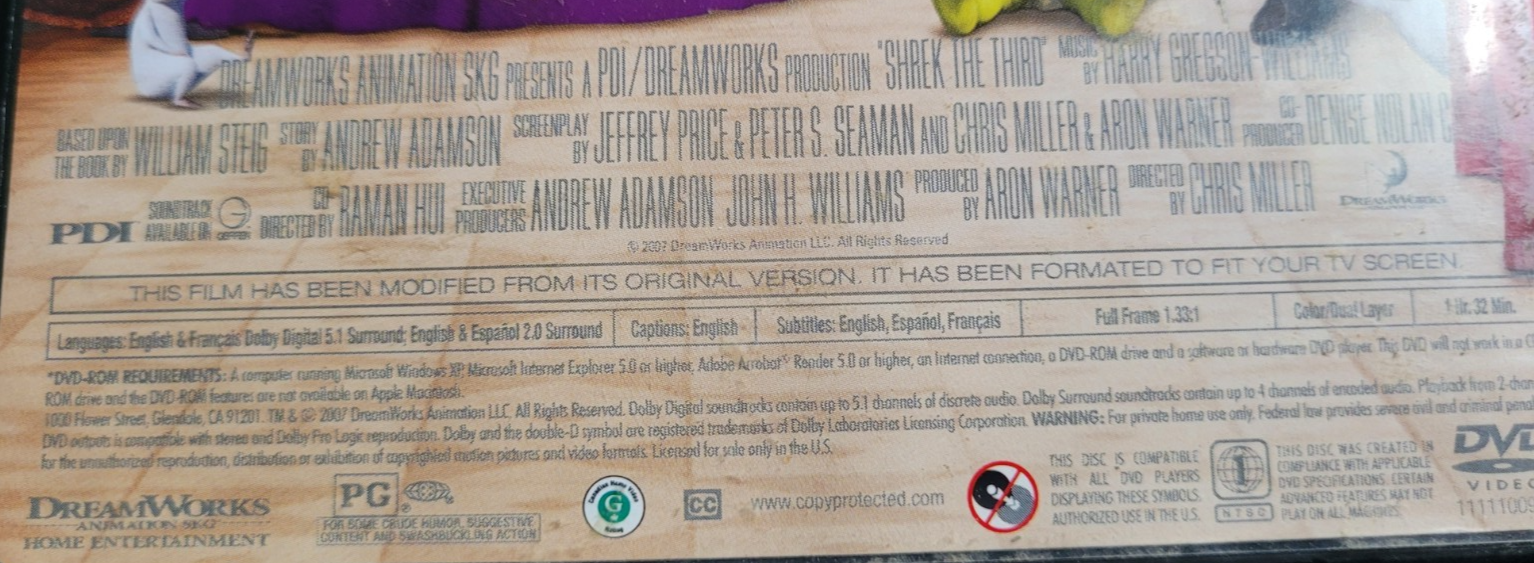 DREAMWORKS ANIMATION SKG PRESENTS A PDI/DREAMWORKS PRODUCTION "SHREK THE THIRD" MUSIC BY HARRY GREGSON-WILLIAMS
BASED UPON THE BOOK BY WILLIAM STEIG STORY BY ANDREW ADAMSON SCREENPLAY BY JEFFREY PRICE & PETER S. SEAMAN AND CHRIS MILLER & ARON WARNER CO-PRODUCER DENISE NOLAN C
PDI SOUNDTRACK AVAILABLE ON GEFFEN CO-DIRECTED BY RAMAN HUI EXECUTIVE PRODUCERS ANDREW ADAMSON JOHN H. WILLIAMS PRODUCED BY ARON WARNER DIRECTED BY CHRIS MILLER DREAMWORKS
© 2007 DreamWorks Animation LLC. All Rights Reserved
THIS FILM HAS BEEN MODIFIED FROM ITS ORIGINAL VERSION. IT HAS BEEN FORMATED TO FIT YOUR TV SCREEN.
Languages: English & Français Dolby Digital 5.1 Surround; English & Español 2.0 Surround Captions: English Subtitles: English, Español, Français Full Frame 1.33:1 Color/Dual Layer 1 Hr. 32 Min.
*DVD-ROM REQUIREMENTS: A computer running Microsoft Windows XP, Microsoft Internet Explorer 5.0 or higher, Adobe Acrobat® Reader 5.0 or higher, an Internet connection, a DVD-ROM drive and a software or hardware DVD player. This DVD will not work in a C
ROM drive and the DVD-ROM features are not available on Apple Macintosh.
1000 Flower Street, Glendale, CA 91201. TM & © 2007 DreamWorks Animation LLC. All Rights Reserved. Dolby Digital soundtracks contain up to 5.1 channels of discrete audio. Dolby Surround soundtracks contain up to 4 channels of encoded audio. Playback from 2-chan
DVD outputs is compatible with stereo and Dolby Pro Logic reproduction. Dolby and the double-D symbol are registered trademarks of Dolby Laboratories Licensing Corporation. WARNING: For private home use only. Federal law provides severe civil and criminal pena
for the unauthorized reproduction, distribution or exhibition of copyrighted motion pictures and video formats. Licensed for sale only in the U.S.
DREAMWORKS
ANIMATION SKG
HOME ENTERTAINMENT
PG ®
FOR SOME CRUDE HUMOR, SUGGESTIVE
CONTENT AND SWASHBUCKLING ACTION
Canadian Home Video
G
CC
www.copyprotected.com
THIS DISC IS COMPATIBLE
WITH ALL DVD PLAYERS
DISPLAYING THESE SYMBOLS.
AUTHORIZED USE IN THE U.S.
1
NTSC
THIS DISC WAS CREATED IN
COMPLIANCE WITH APPLICABLE
DVD SPECIFICATIONS. CERTAIN
ADVANCED FEATURES MAY NOT
PLAY ON ALL MACHINES.
DVD
VIDEO